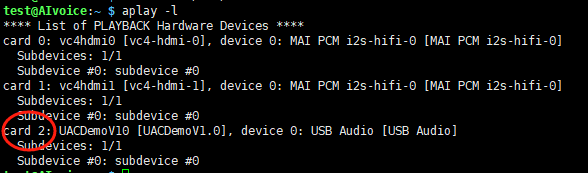 test@AIvoice:~ $ aplay -l
**** List of PLAYBACK Hardware Devices ****
card 0: vc4hdmi0 [vc4-hdmi-0], device 0: MAI PCM i2s-hifi-0 [MAI PCM i2s-hifi-0]
  Subdevices: 1/1
  Subdevice #0: subdevice #0
card 1: vc4hdmi1 [vc4-hdmi-1], device 0: MAI PCM i2s-hifi-0 [MAI PCM i2s-hifi-0]
  Subdevices: 1/1
  Subdevice #0: subdevice #0
card 2: UACDemoV10 [UACDemoV1.0], device 0: USB Audio [USB Audio]
  Subdevices: 1/1
  Subdevice #0: subdevice #0
test@AIvoice:~ $